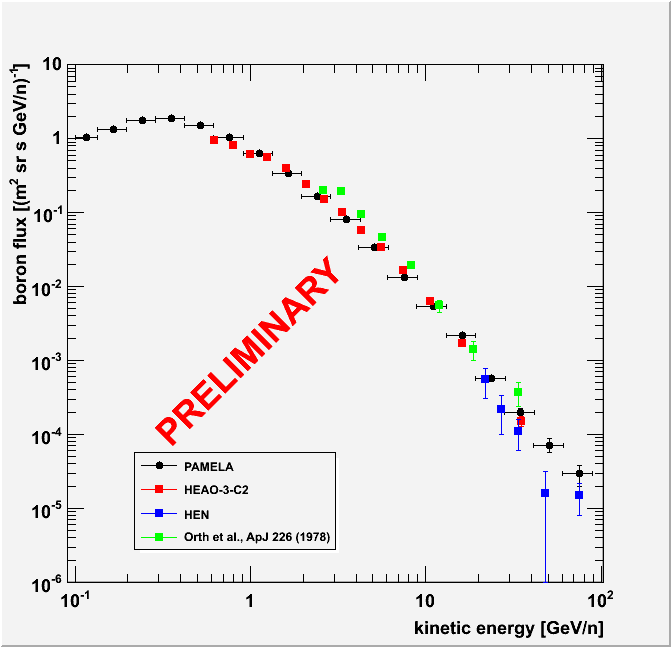 boron flux [(m² sr s GeV/n)⁻¹]
10
1
10⁻¹
10⁻²
10⁻³
10⁻⁴
10⁻⁵
10⁻⁶
PRELIMINARY
PAMELA
HEAO-3-C2
HEN
Orth et al., ApJ 226 (1978)
10⁻¹ 1 10 10²
kinetic energy [GeV/n]